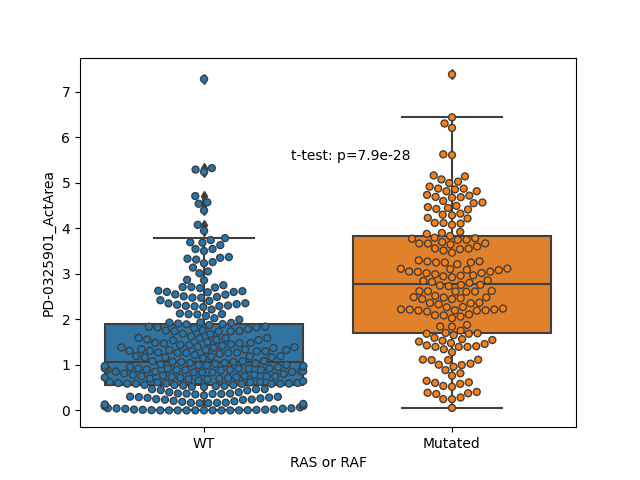 7
6
t-test: p=7.9e-28
5
4
3
2
1
0
PD-0325901_ActArea
WT
Mutated
RAS or RAF